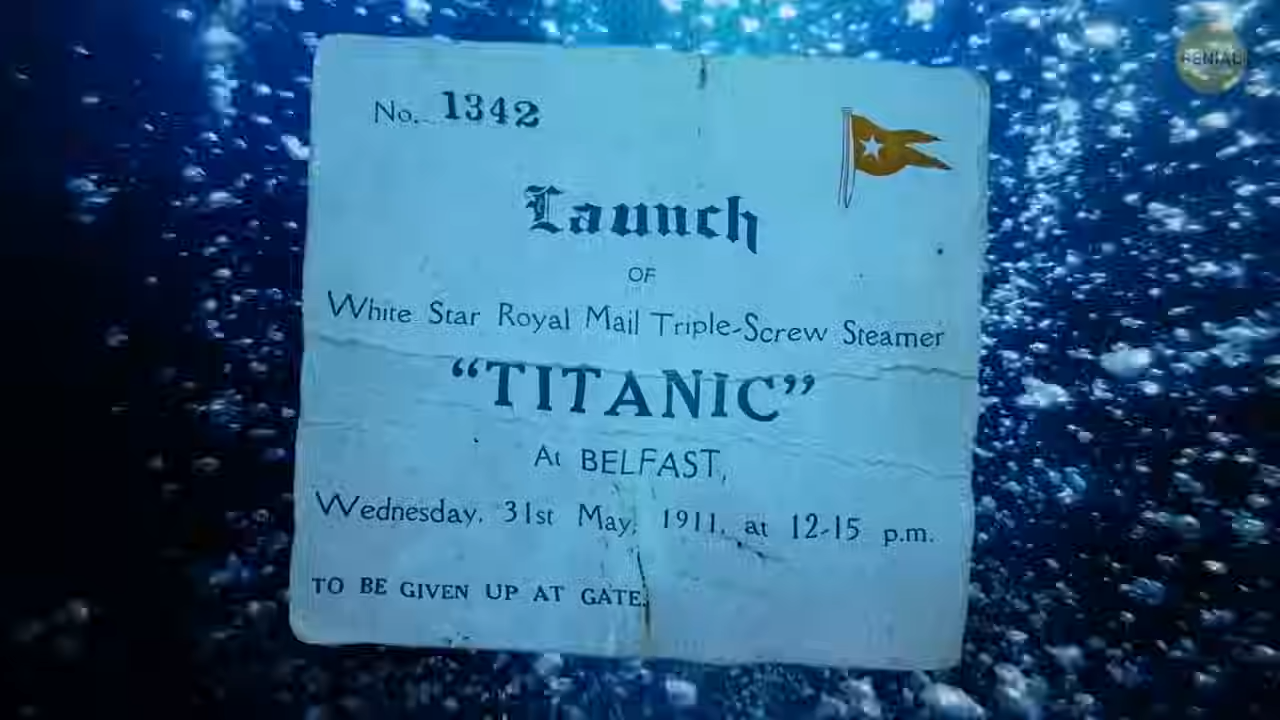 No. 1342
Launch
OF
White Star Royal Mail Triple-Screw Steamer
“TITANIC”
At BELFAST,
Wednesday, 31st May, 1911, at 12-15 p.m.
TO BE GIVEN UP AT GATE.